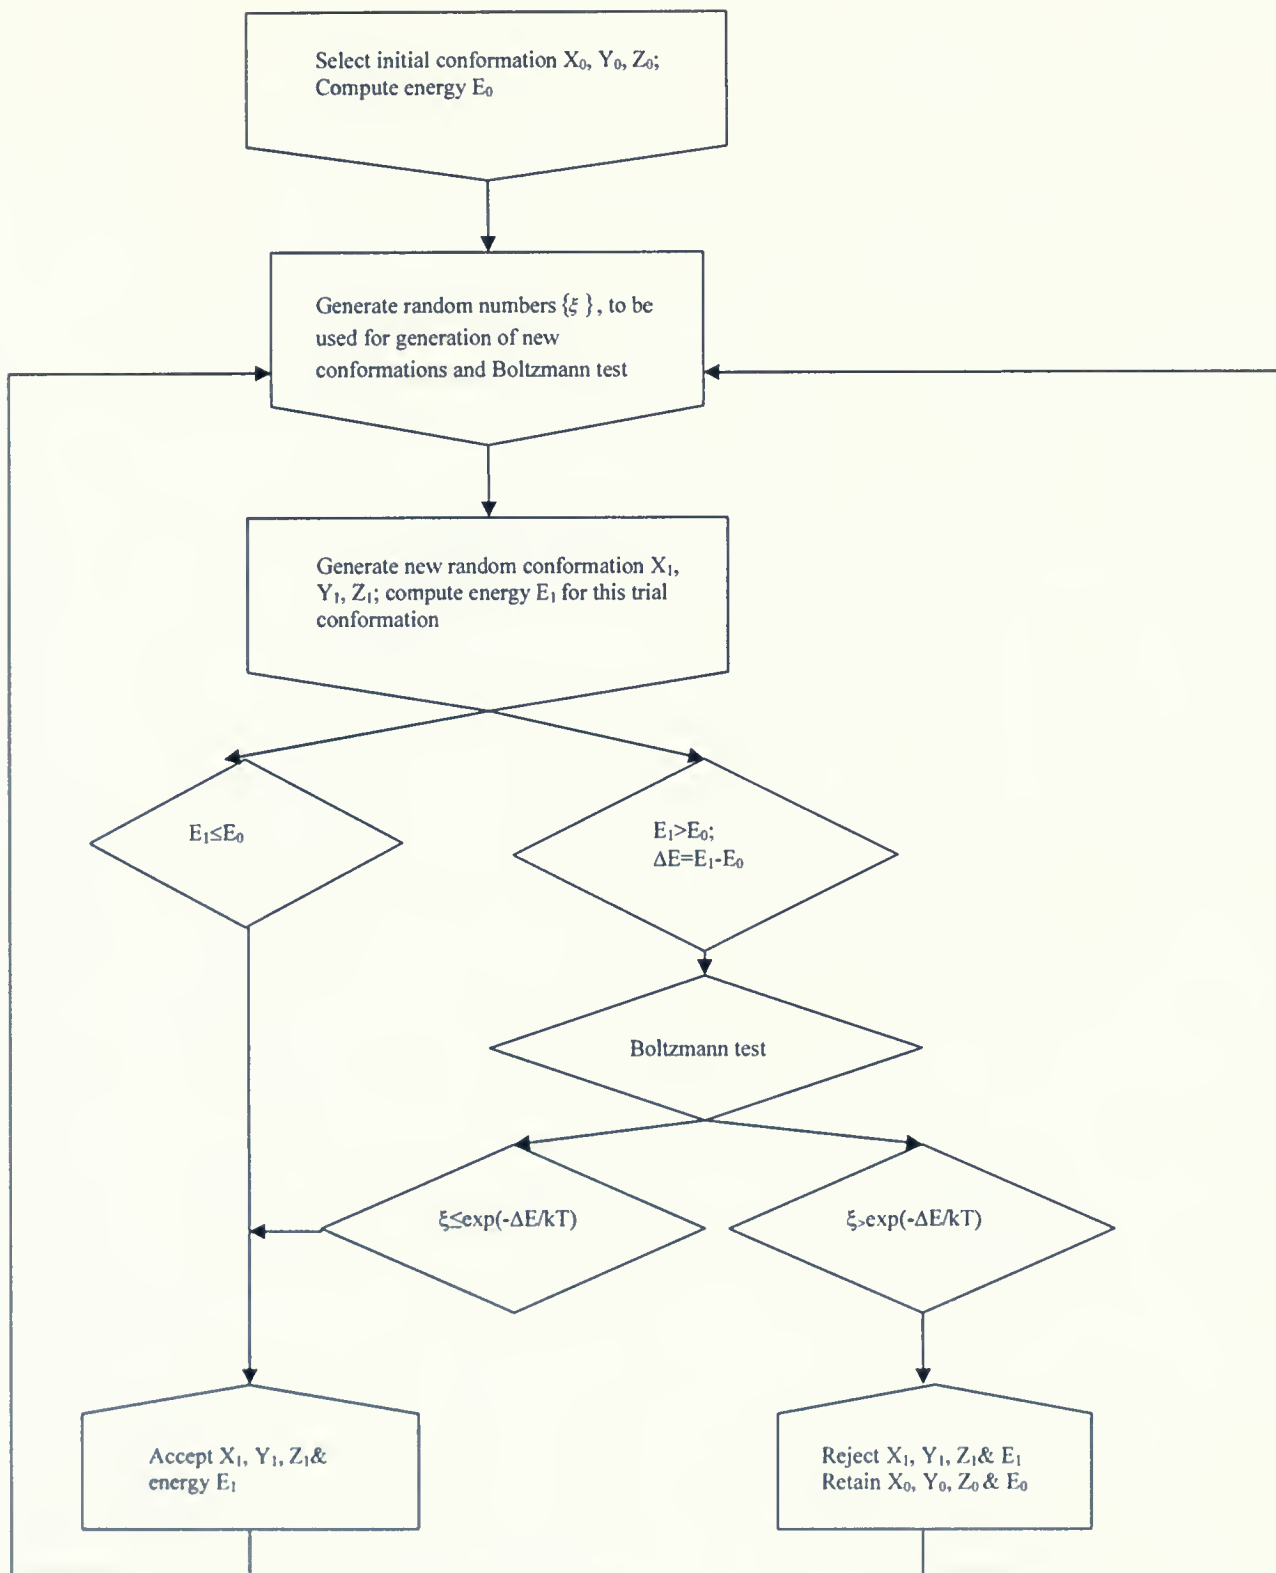 Select initial conformation X₀, Y₀, Z₀;
Compute energy E₀
Generate random numbers {ξ }, to be
used for generation of new
conformations and Boltzmann test
Generate new random conformation X₁,
Y₁, Z₁; compute energy E₁ for this trial
conformation
E₁≤E₀
E₁>E₀;
ΔE=E₁-E₀
Boltzmann test
ξ≤exp(-ΔE/kT)
ξ>exp(-ΔE/kT)
Accept X₁, Y₁, Z₁&
energy E₁
Reject X₁, Y₁, Z₁& E₁
Retain X₀, Y₀, Z₀ & E₀